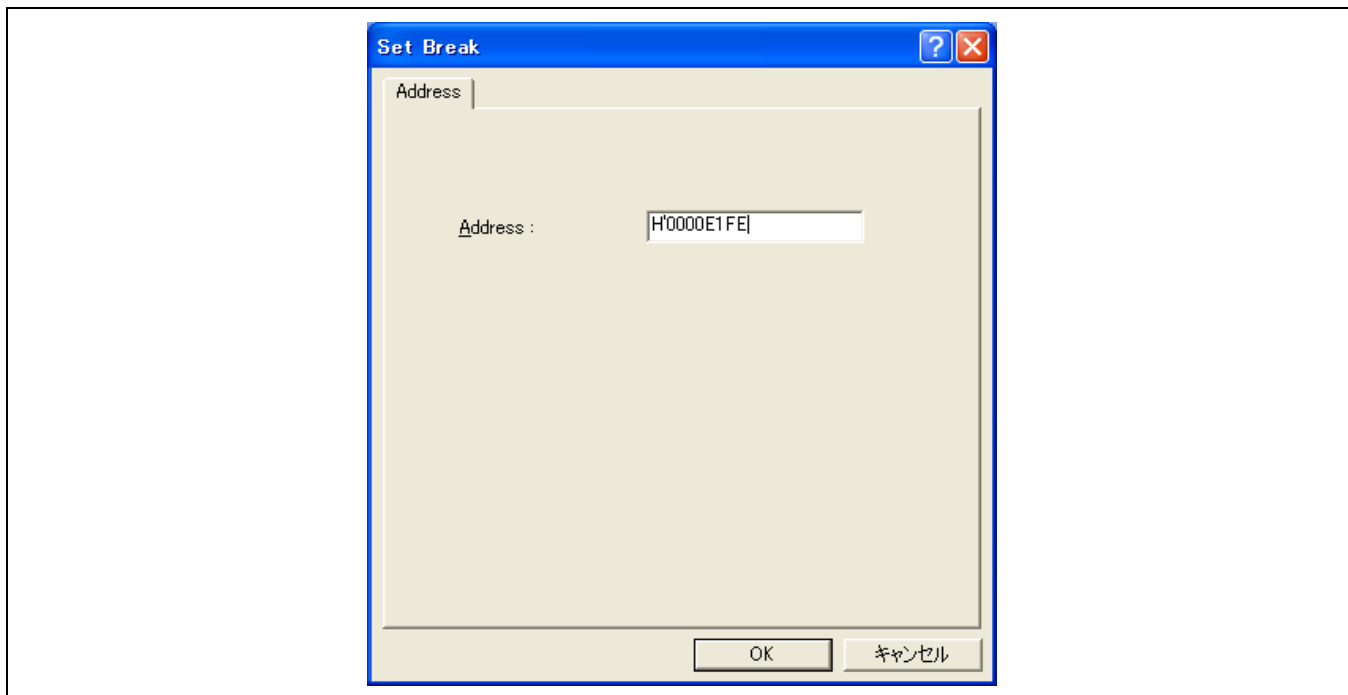 Set Break
Address
Address : H'0000E1FE
OK キャンセル